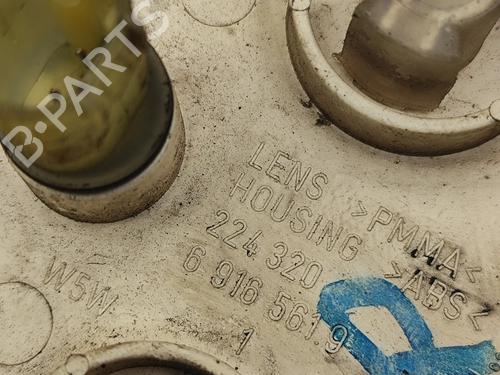 B-PARTS
LENS >PMMA<
HOUSING >ABS<
224 320
6 916 561.9
1
W5W